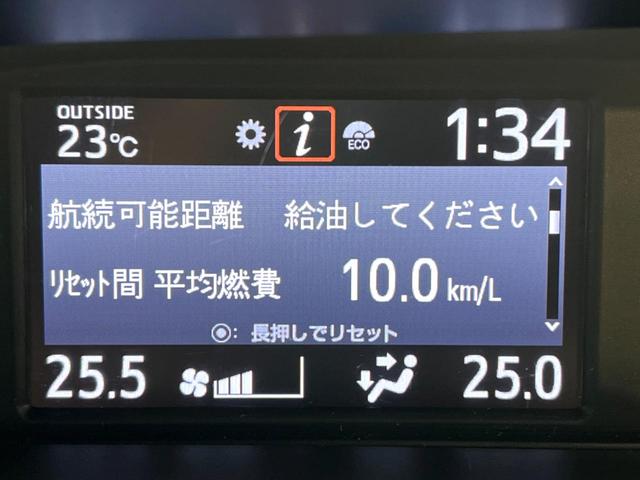 OUTSIDE
23℃
i
ECO
1:34
航続可能距離 給油してください
リセット間 平均燃費 10.0 km/L
◉: 長押しでリセット
25.5
25.0